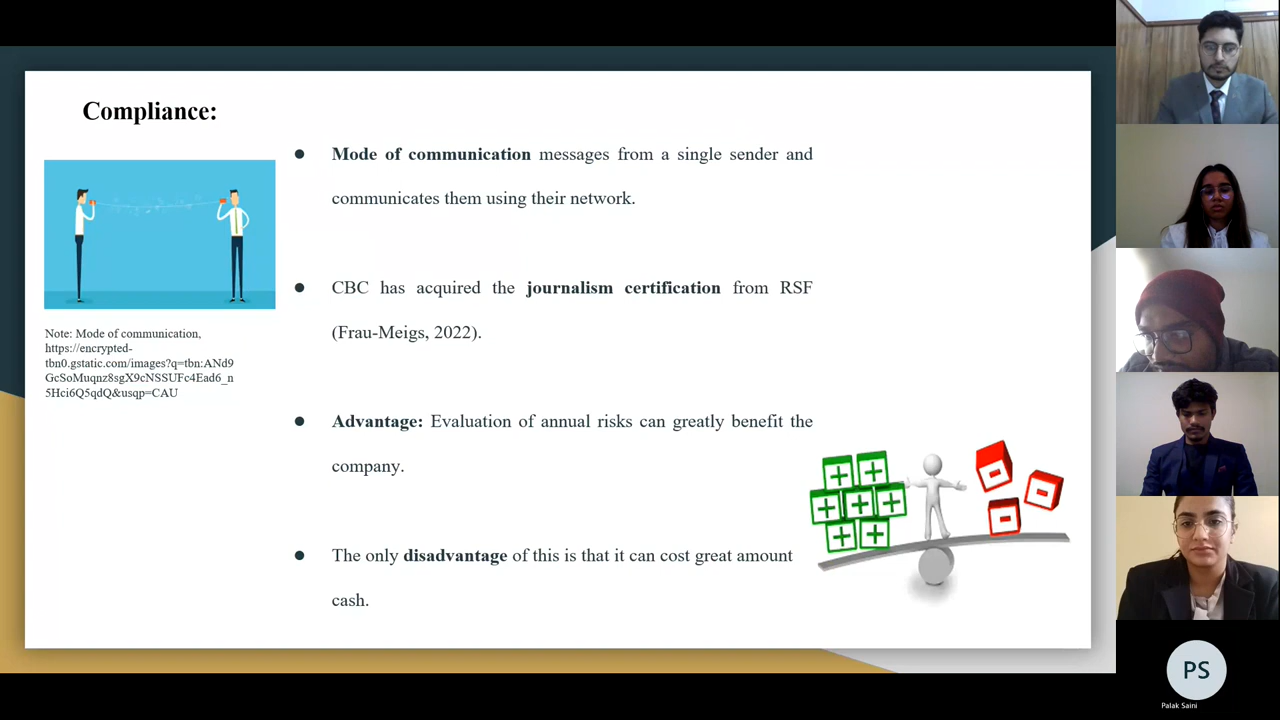 Compliance:
● Mode of communication messages from a single sender and
communicates them using their network.
● CBC has acquired the journalism certification from RSF
(Frau-Meigs, 2022).
Note: Mode of communication,
https://encrypted-
tbn0.gstatic.com/images?q=tbn:ANd9
GcSoMuqnz8sgX9cNSSUFc4Ead6_n
5Hci6Q5qdQ&usqp=CAU
● Advantage: Evaluation of annual risks can greatly benefit the
company.
● The only disadvantage of this is that it can cost great amount
cash.
PS
Palak Saini